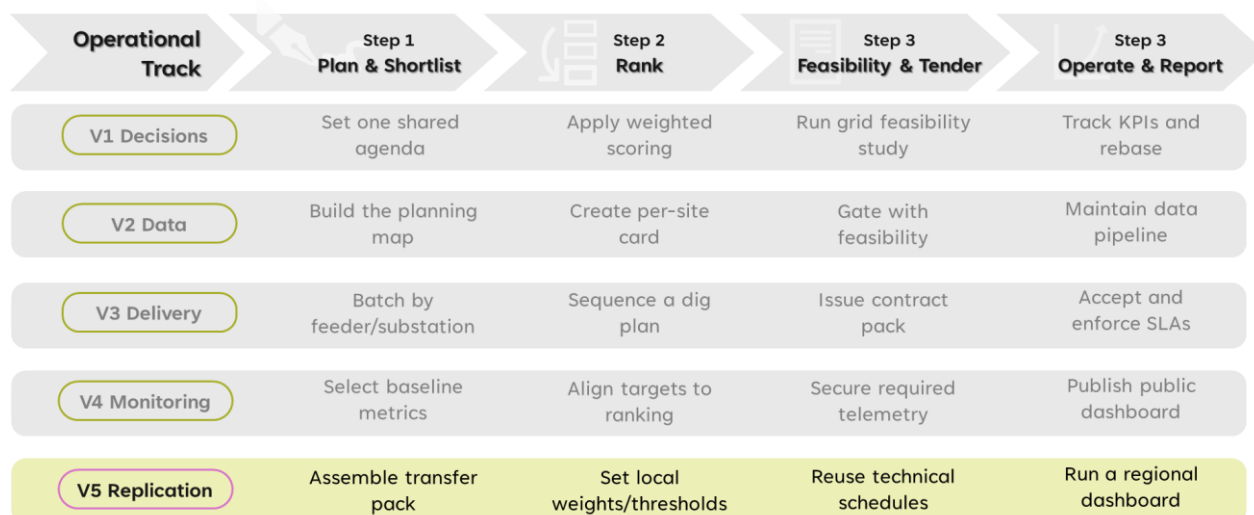 Operational
Track
Step 1
Plan & Shortlist
Step 2
Rank
Step 3
Feasibility & Tender
Step 3
Operate & Report
V1 Decisions
Set one shared
agenda
Apply weighted
scoring
Run grid feasibility
study
Track KPIs and
rebase
V2 Data
Build the planning
map
Create per-site
card
Gate with
feasibility
Maintain data
pipeline
V3 Delivery
Batch by
feeder/substation
Sequence a dig
plan
Issue contract
pack
Accept and
enforce SLAs
V4 Monitoring
Select baseline
metrics
Align targets to
ranking
Secure required
telemetry
Publish public
dashboard
V5 Replication
Assemble transfer
pack
Set local
weights/thresholds
Reuse technical
schedules
Run a regional
dashboard